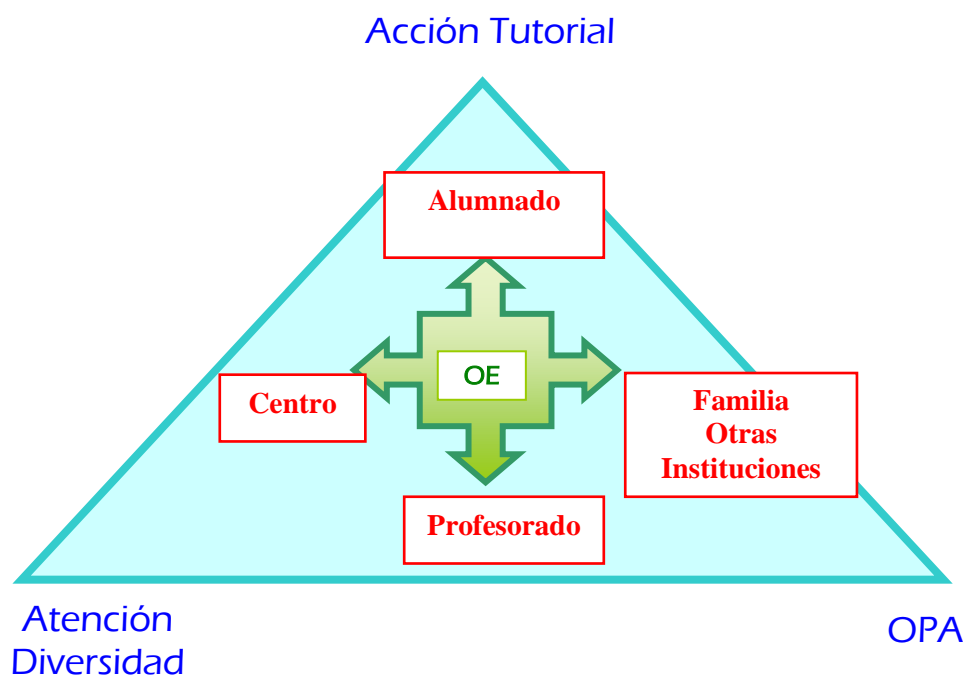 Acción Tutorial
Alumnado
OE
Centro
Familia
Otras
Instituciones
Profesorado
Atención
Diversidad
OPA